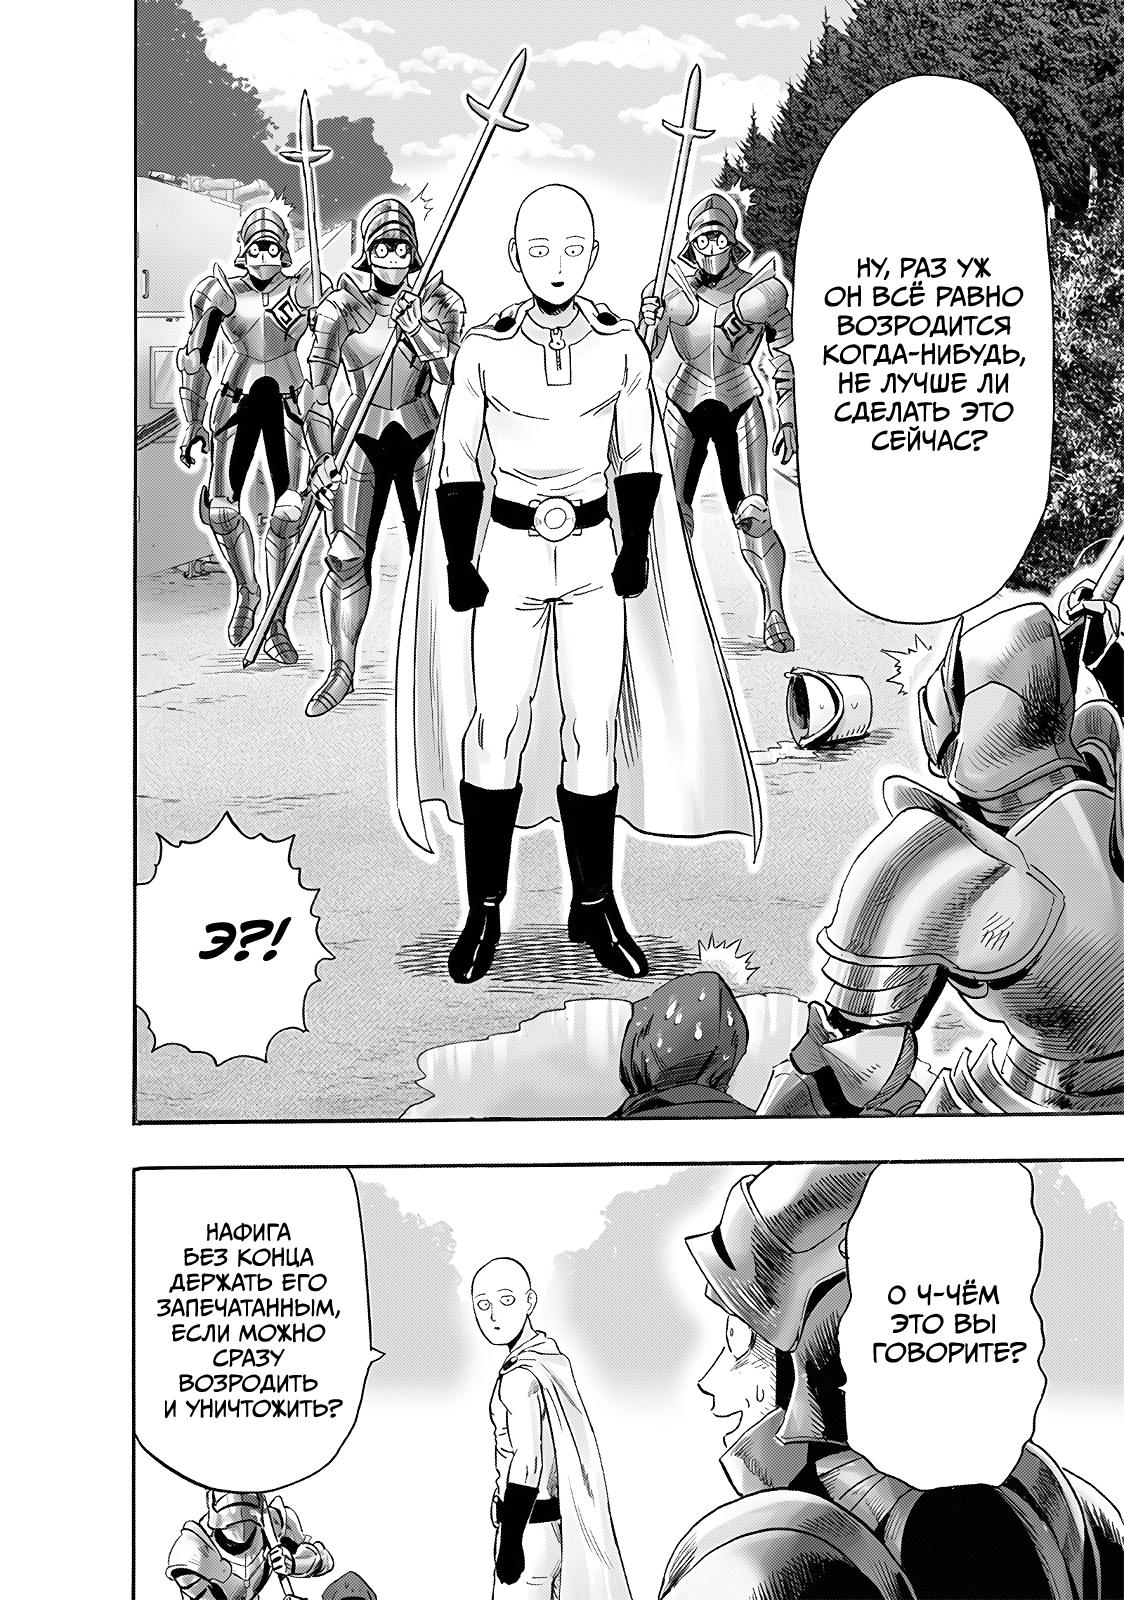 НУ, РАЗ УЖ
ОН ВСЁ РАВНО
ВОЗРОДИТСЯ
КОГДА-НИБУДЬ,
НЕ ЛУЧШЕ ЛИ
СДЕЛАТЬ ЭТО
СЕЙЧАС?
Э?!
О Ч-ЧЁМ
ЭТО ВЫ
ГОВОРИТЕ?
НАФИГА
БЕЗ КОНЦА
ДЕРЖАТЬ ЕГО
ЗАПЕЧАТАННЫМ,
ЕСЛИ МОЖНО
СРАЗУ
ВОЗРОДИТЬ
И УНИЧТОЖИТЬ?